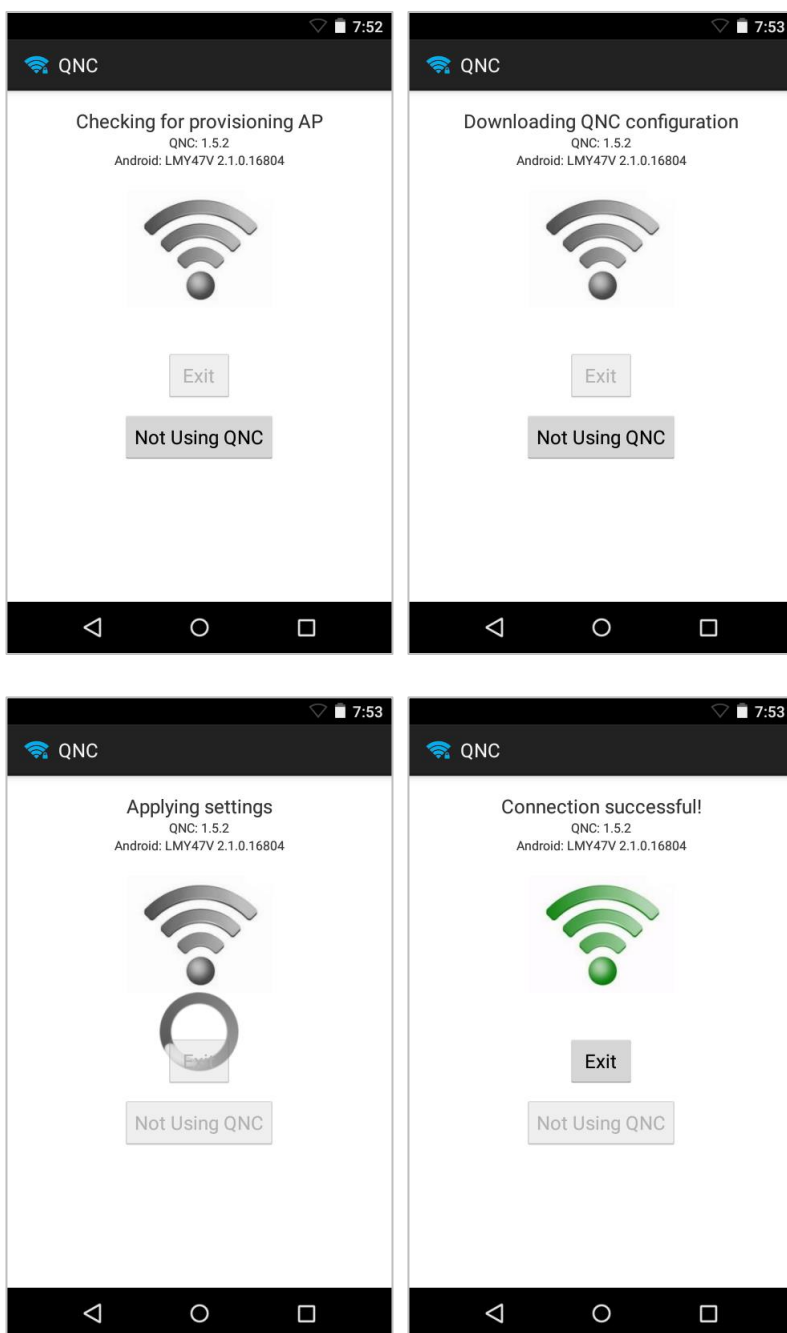 7:52
QNC
Checking for provisioning AP
QNC: 1.5.2
Android: LMY47V 2.1.0.16804
Exit
Not Using QNC
7:53
QNC
Downloading QNC configuration
QNC: 1.5.2
Android: LMY47V 2.1.0.16804
Exit
Not Using QNC
7:53
QNC
Applying settings
QNC: 1.5.2
Android: LMY47V 2.1.0.16804
Exit
Not Using QNC
7:53
QNC
Connection successful!
QNC: 1.5.2
Android: LMY47V 2.1.0.16804
Exit
Not Using QNC